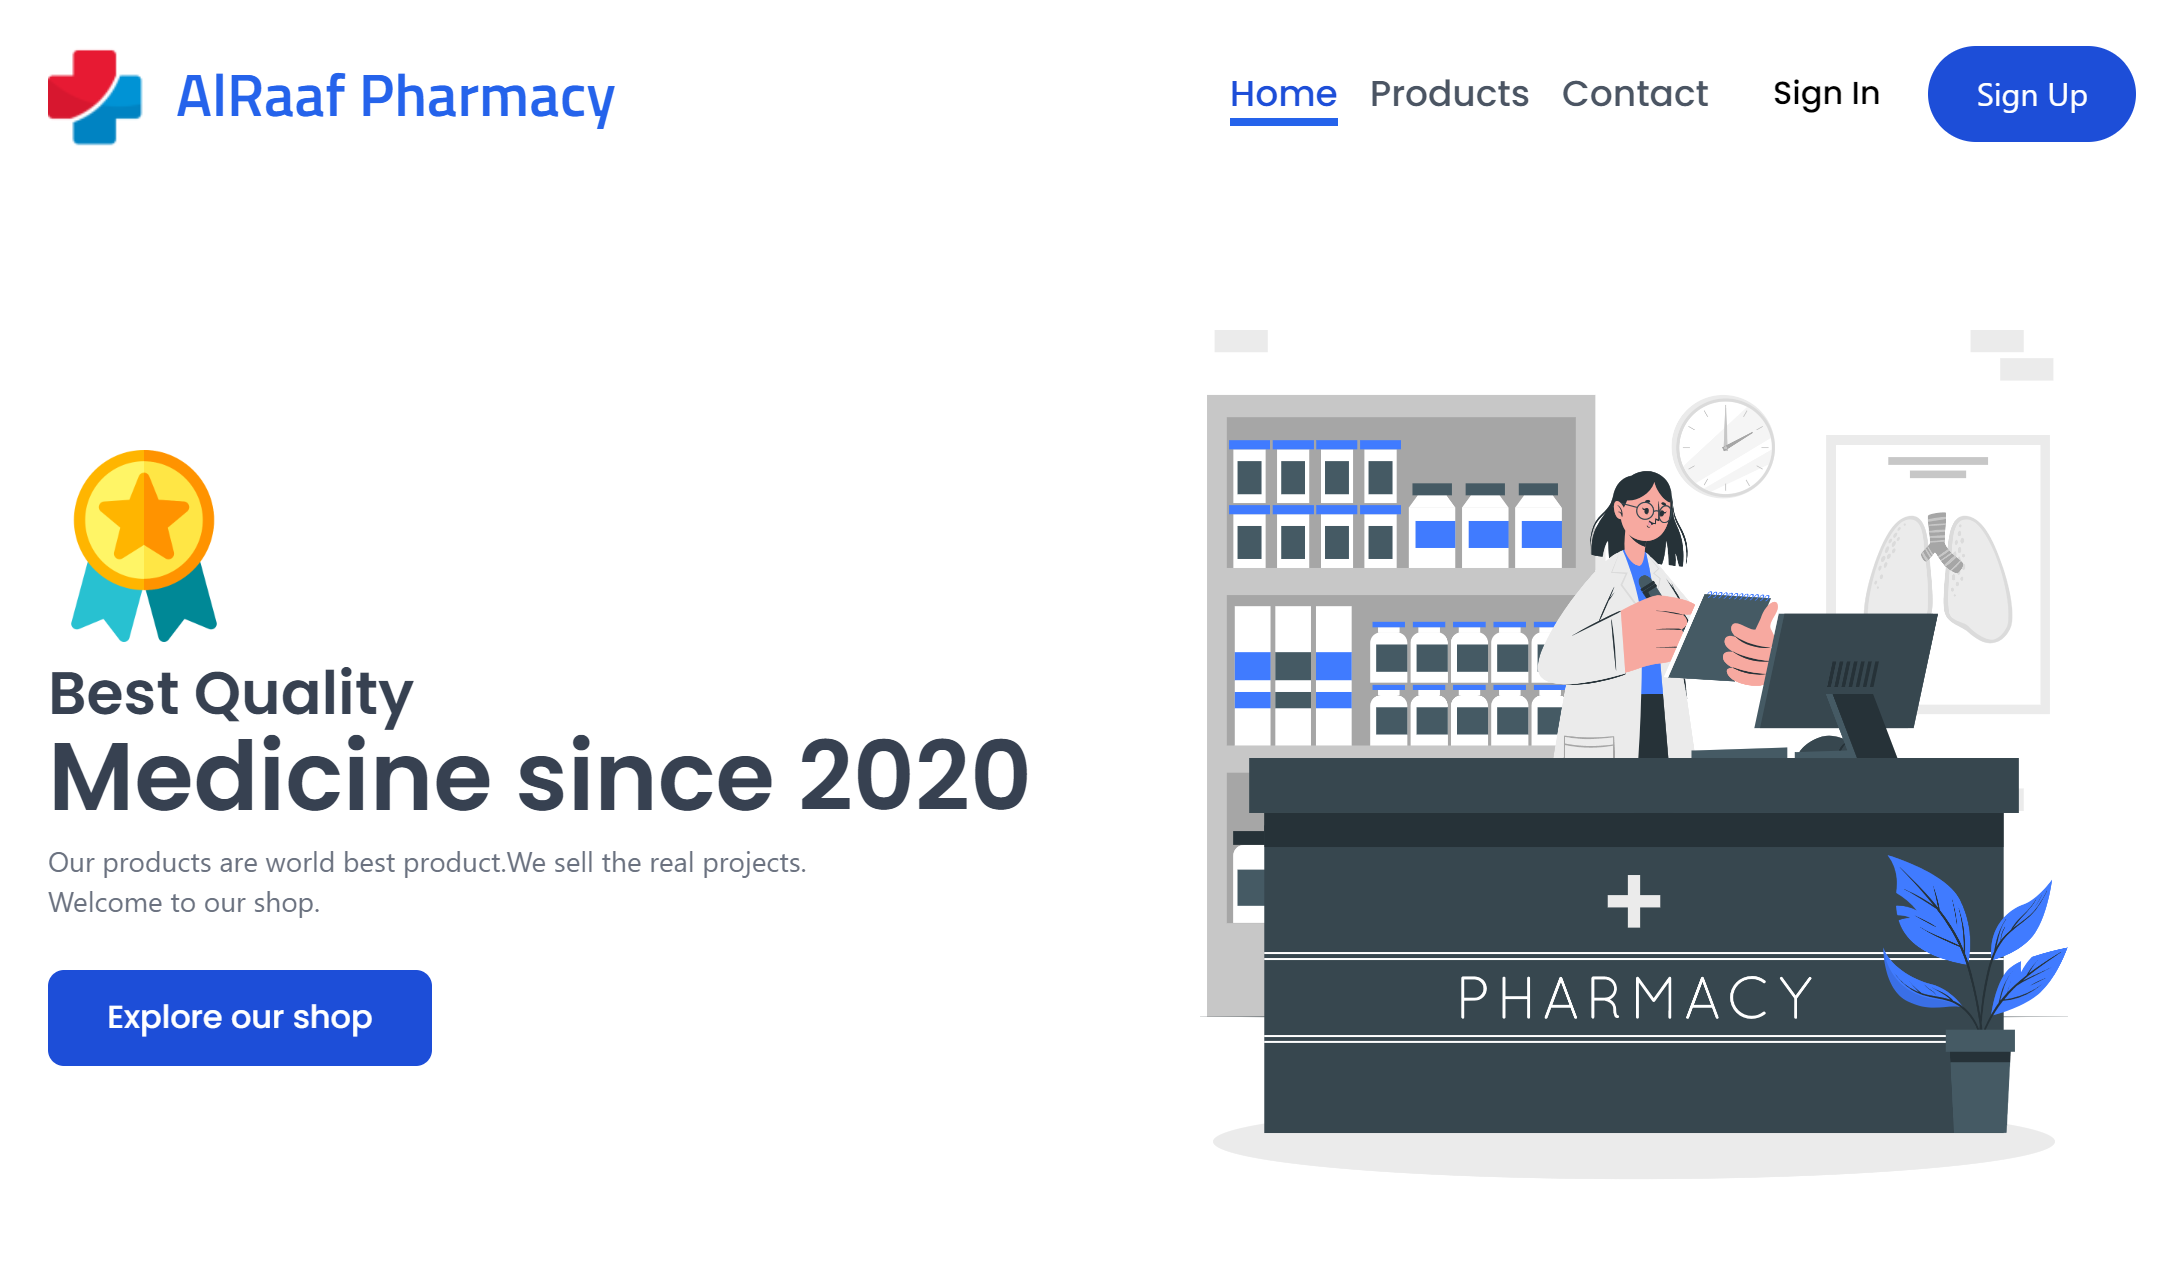 AlRaaf Pharmacy
Home Products Contact Sign In Sign Up
Best Quality
Medicine since 2020
Our products are world best product.We sell the real projects.
Welcome to our shop.
Explore our shop
PHARMACY